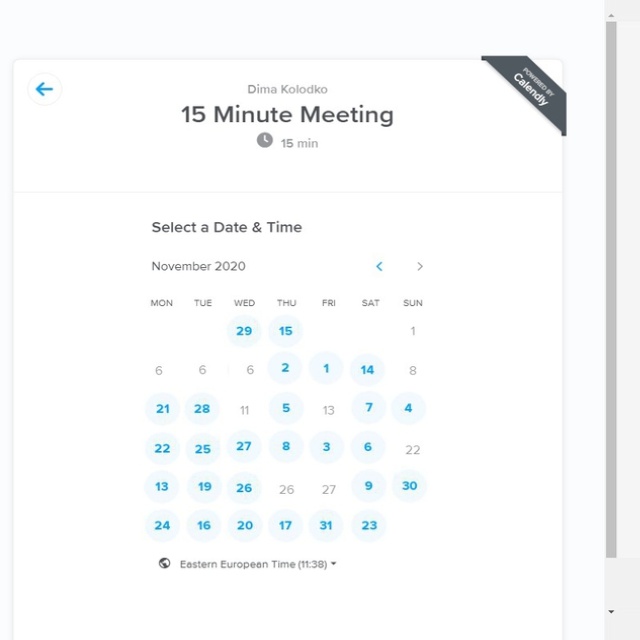 POWERED BY
Calendly
Dima Kolodko
15 Minute Meeting
15 min
Select a Date & Time
November 2020
MON TUE WED THU FRI SAT SUN
29 15 1
6 6 6 2 1 14 8
21 28 11 5 13 7 4
22 25 27 8 3 6 22
13 19 26 26 27 9 30
24 16 20 17 31 23
Eastern European Time (11:38)